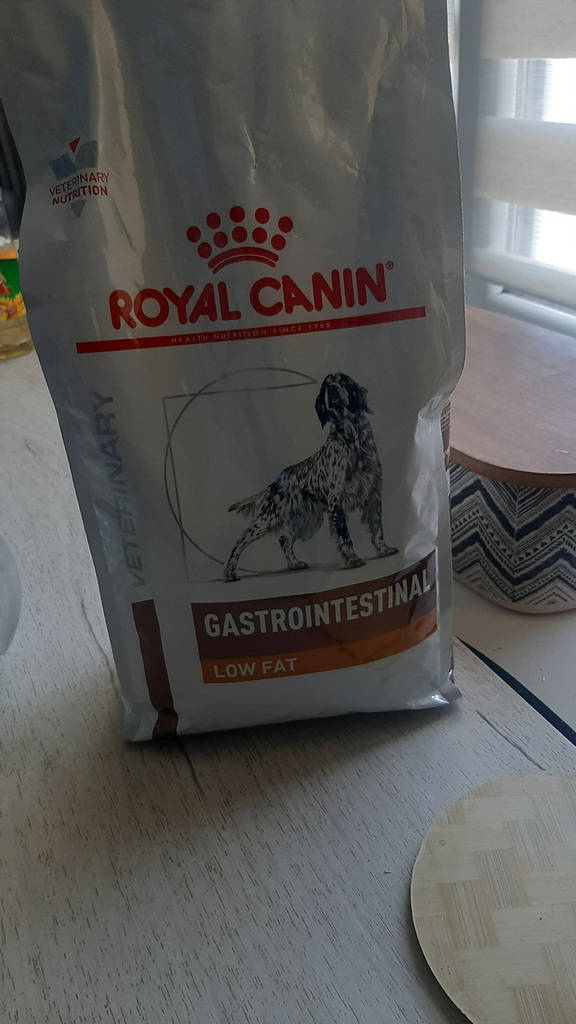 VETERINARY
NUTRITION
ROYAL CANIN®
HEALTH NUTRITION SINCE 1968
VETERINARY
GASTROINTESTINAL
LOW FAT